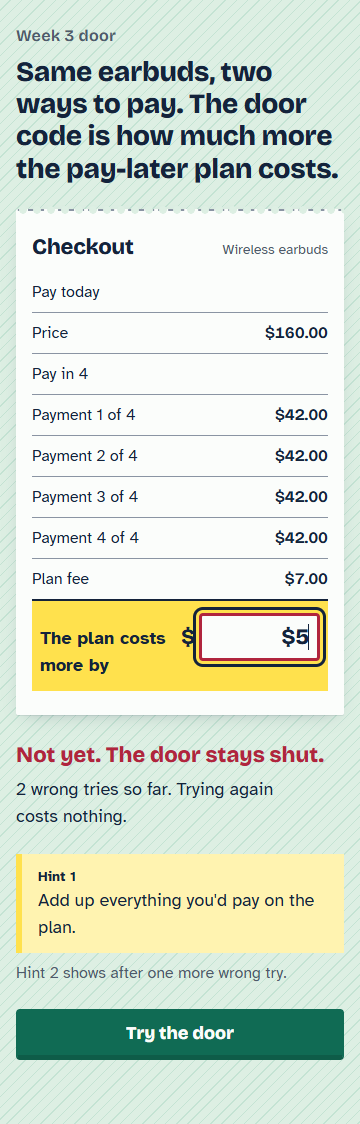 Week 3 door
Same earbuds, two
ways to pay. The door
code is how much more
the pay-later plan costs.
Checkout Wireless earbuds
Pay today
Price $160.00
Pay in 4
Payment 1 of 4 $42.00
Payment 2 of 4 $42.00
Payment 3 of 4 $42.00
Payment 4 of 4 $42.00
Plan fee $7.00
The plan costs $ $5
more by
Not yet. The door stays shut.
2 wrong tries so far. Trying again
costs nothing.
Hint 1
Add up everything you'd pay on the
plan.
Hint 2 shows after one more wrong try.
Try the door